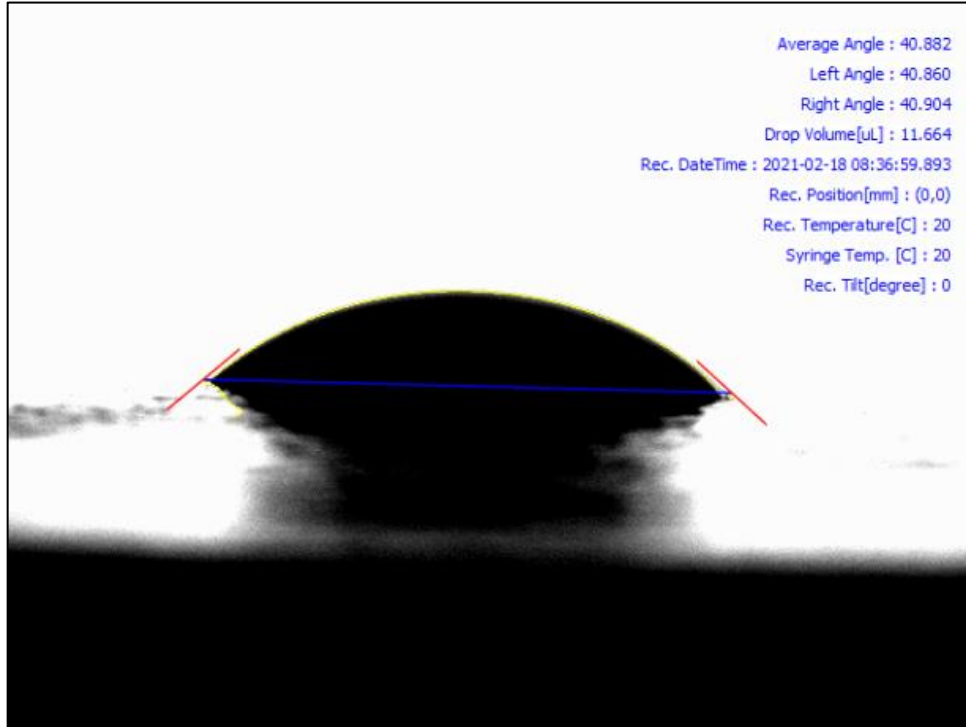 Average Angle : 40.882
Left Angle : 40.860
Right Angle : 40.904
Drop Volume[uL] : 11.664
Rec. DateTime : 2021-02-18 08:36:59.893
Rec. Position[mm] : (0,0)
Rec. Temperature[C] : 20
Syringe Temp. [C] : 20
Rec. Tilt[degree] : 0